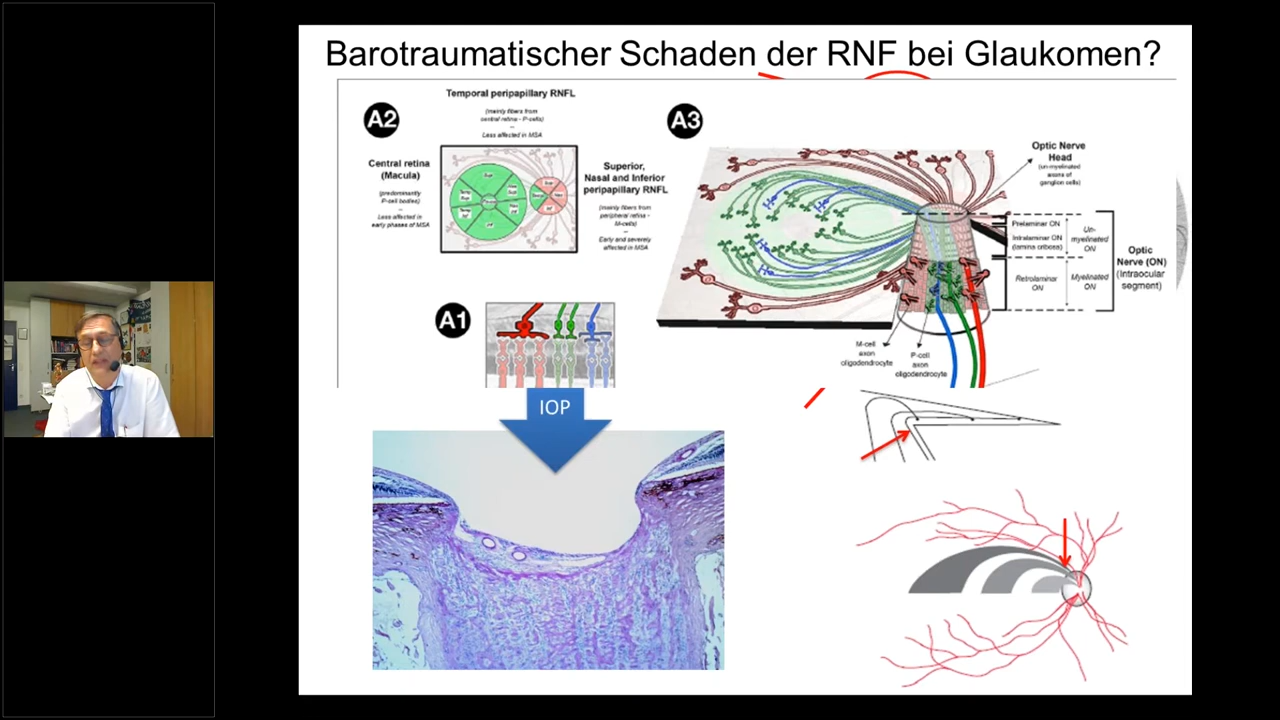 Barotraumatischer Schaden der RNF bei Glaukomen?
A2
Temporal peripapillary RNFL
(mainly fibers from
central retina - P-cells)
Less affected in MSA
Central retina
(Macula)
(predominantly
P-cell bodies)
Less affected in
early phases of MSA
Superior,
Nasal and Inferior
peripapillary RNFL
(mainly fibers from
peripheral retina -
M-cells)
Early and severely
affected in MSA
A3
Optic Nerve
Head
(un-myelinated
axons of
ganglion cells)
Prelaminar ON
Intralaminar ON
(lamina cribosa)
Un-
myelinated
ON
Retrolaminar
ON
Myelinated
ON
Optic
Nerve (ON)
(intraocular
segment)
M-cell
axon
oligodendrocyte
P-cell
axon
oligodendrocyte
A1
IOP